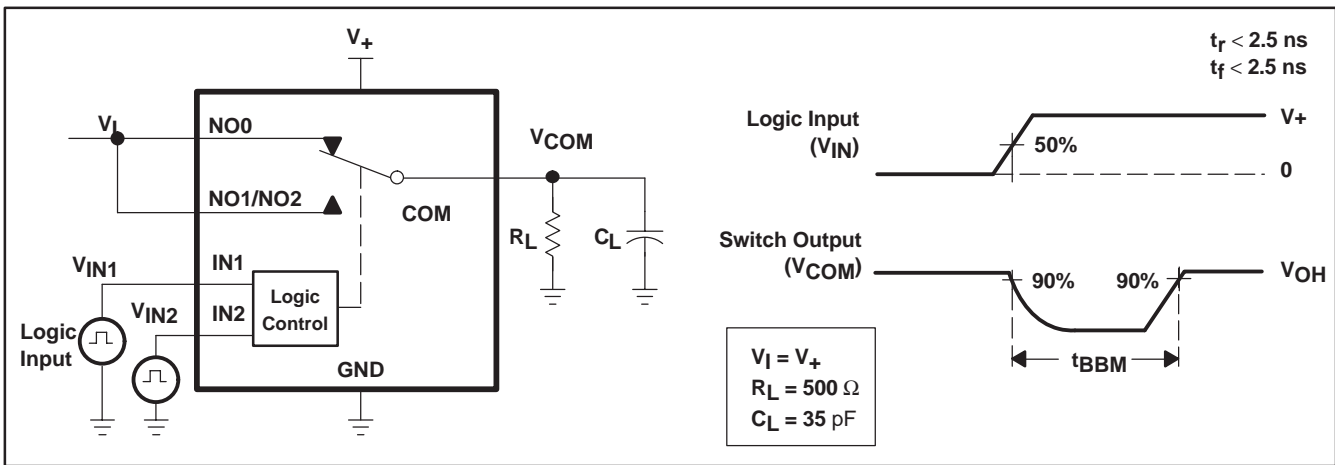 V+
VI
NO0
NO1/NO2
VCOM
COM
RL
CL
VIN1
IN1
VIN2
IN2
Logic
Control
Logic
Input
GND
tr < 2.5 ns
tf < 2.5 ns
Logic Input
(VIN)
50%
V+
0
Switch Output
(VCOM)
90%
90%
VOH
tBBM
VI = V+
RL = 500 Ω
CL = 35 pF